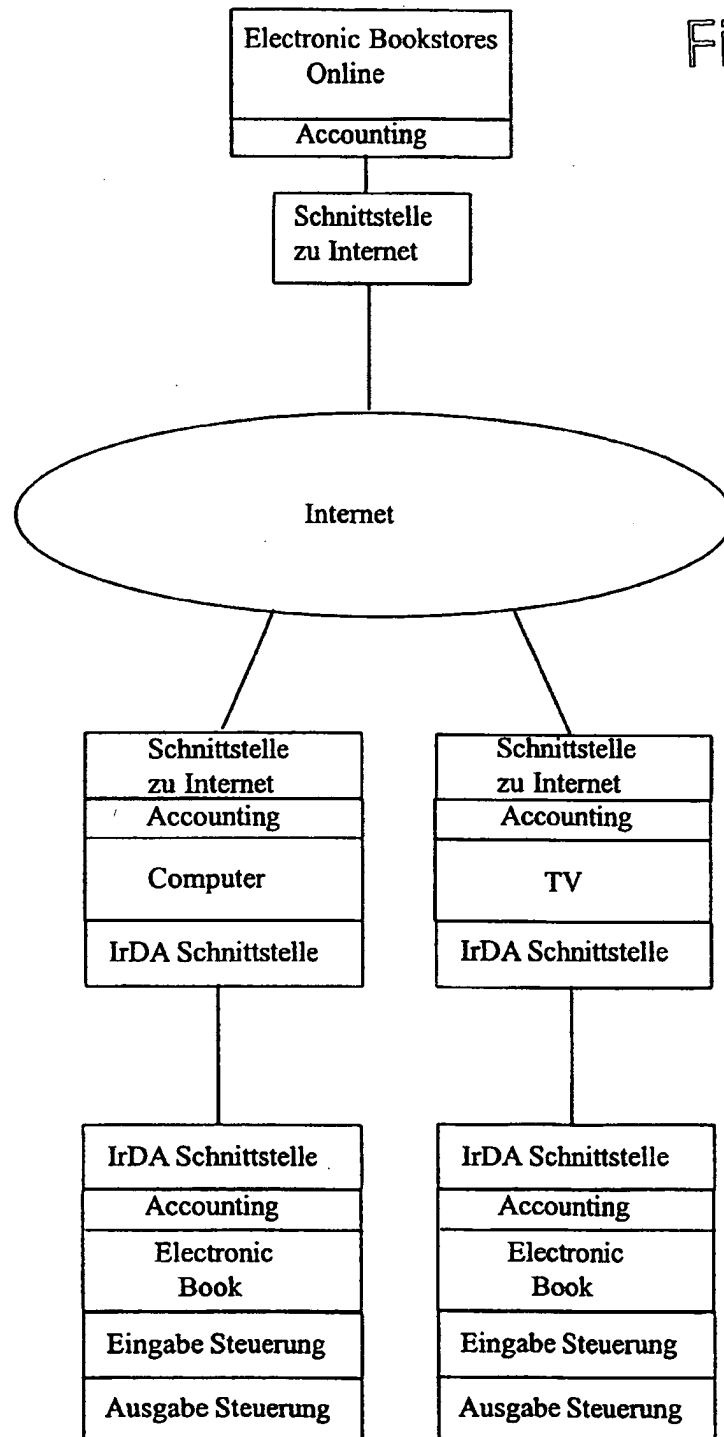 Electronic Bookstores
Online
Accounting
Schnittstelle
zu Internet
Internet
Schnittstelle
zu Internet
Accounting
Computer
IrDA Schnittstelle
Schnittstelle
zu Internet
Accounting
TV
IrDA Schnittstelle
IrDA Schnittstelle
Accounting
Electronic
Book
Eingabe Steuerung
Ausgabe Steuerung
IrDA Schnittstelle
Accounting
Electronic
Book
Eingabe Steuerung
Ausgabe Steuerung